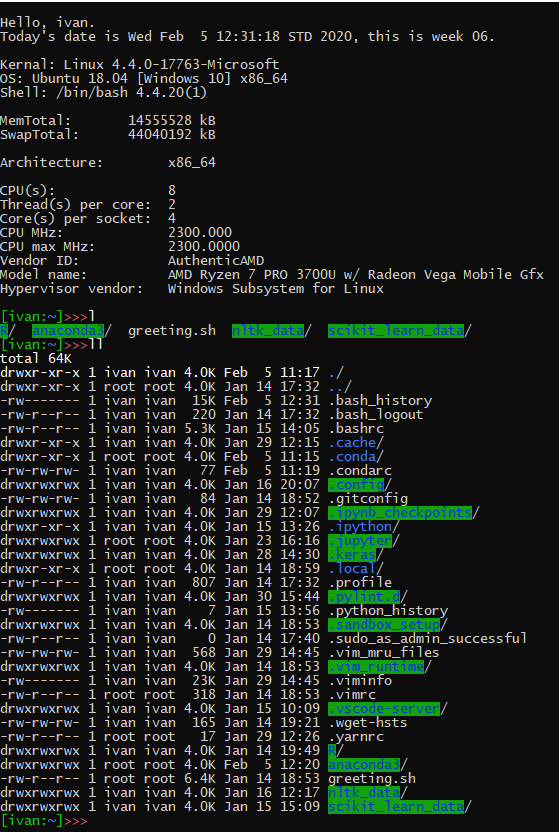 Hello, ivan.
Today's date is Wed Feb  5 12:31:18 STD 2020, this is week 06.
Kernal: Linux 4.4.0-17763-Microsoft
OS: Ubuntu 18.04 [Windows 10] x86_64
Shell: /bin/bash 4.4.20(1)
MemTotal:       14555528 kB
SwapTotal:      44040192 kB
Architecture:        x86_64
CPU(s):              8
Thread(s) per core:  2
Core(s) per socket:  4
CPU MHz:             2300.000
CPU max MHz:         2300.0000
Vendor ID:           AuthenticAMD
Model name:          AMD Ryzen 7 PRO 3700U w/ Radeon Vega Mobile Gfx
Hypervisor vendor:   Windows Subsystem for Linux
[ivan:~]>>>l
R/  anaconda3/  greeting.sh  nltk_data/  scikit_learn_data/
[ivan:~]>>>ll
total 64K
drwxr-xr-x 1 ivan ivan 4.0K Feb  5 11:17 ./
drwxr-xr-x 1 root root 4.0K Jan 14 17:32 ../
-rw------- 1 ivan ivan  15K Feb  5 12:31 .bash_history
-rw-r--r-- 1 ivan ivan  220 Jan 14 17:32 .bash_logout
-rw-r--r-- 1 ivan ivan 5.3K Jan 15 14:05 .bashrc
drwxr-xr-x 1 ivan ivan 4.0K Jan 29 12:15 .cache/
drwxr-xr-x 1 root root 4.0K Feb  5 11:15 .conda/
-rw-rw-rw- 1 ivan ivan   77 Feb  5 11:19 .condarc
drwxrwxrwx 1 ivan ivan 4.0K Jan 16 20:07 .config/
-rw-rw-rw- 1 ivan ivan   84 Jan 14 18:52 .gitconfig
drwxrwxrwx 1 ivan ivan 4.0K Jan 29 12:07 .ipynb_checkpoints/
drwxr-xr-x 1 ivan ivan 4.0K Jan 15 13:26 .ipython/
drwxrwxrwx 1 root root 4.0K Jan 23 16:16 .jupyter/
drwxrwxrwx 1 ivan ivan 4.0K Jan 28 14:30 .keras/
drwxr-xr-x 1 root root 4.0K Jan 14 18:59 .local/
-rw-r--r-- 1 ivan ivan  807 Jan 14 17:32 .profile
drwxrwxrwx 1 ivan ivan 4.0K Jan 30 15:44 .pylint.d/
-rw------- 1 ivan ivan    7 Jan 15 13:56 .python_history
drwxrwxrwx 1 ivan ivan 4.0K Jan 14 18:53 .sandbox_setup/
-rw-r--r-- 1 ivan ivan    0 Jan 14 17:40 .sudo_as_admin_successful
-rw-rw-rw- 1 ivan ivan  568 Jan 29 14:45 .vim_mru_files
drwxrwxrwx 1 ivan ivan 4.0K Jan 14 18:53 .vim_runtime/
-rw------- 1 ivan ivan  23K Jan 29 14:45 .viminfo
-rw-r--r-- 1 root root  318 Jan 14 18:53 .vimrc
drwxrwxrwx 1 ivan ivan 4.0K Jan 15 10:09 .vscode-server/
-rw-rw-rw- 1 ivan ivan  165 Jan 14 19:21 .wget-hsts
-rw-r--r-- 1 root root   17 Jan 29 12:26 .yarnrc
drwxrwxrwx 1 ivan ivan 4.0K Jan 14 19:49 R/
drwxrwxrwx 1 root root 4.0K Feb  5 12:20 anaconda3/
-rw-r--r-- 1 root root 6.4K Jan 14 18:53 greeting.sh
drwxrwxrwx 1 ivan ivan 4.0K Jan 16 12:17 nltk_data/
drwxrwxrwx 1 ivan ivan 4.0K Jan 15 15:09 scikit_learn_data/
[ivan:~]>>>